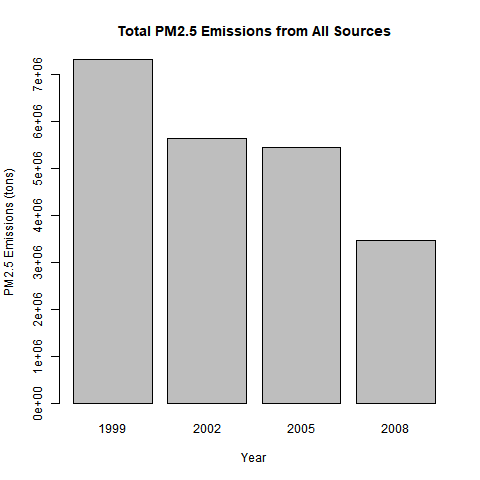 Total PM2.5 Emissions from All Sources
PM2.5 Emissions (tons)
7e+06
6e+06
5e+06
4e+06
3e+06
2e+06
1e+06
0e+00
1999 2002 2005 2008
Year